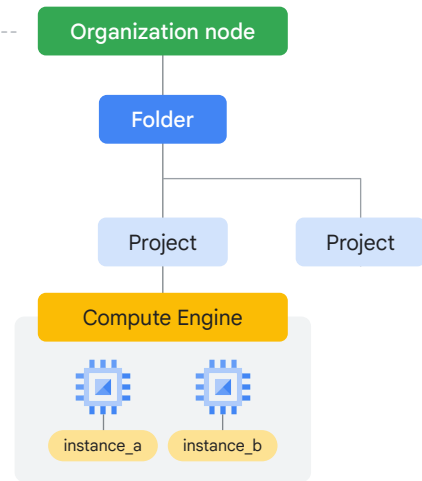 Organization node
Folder
Project
Project
Compute Engine
instance_a
instance_b